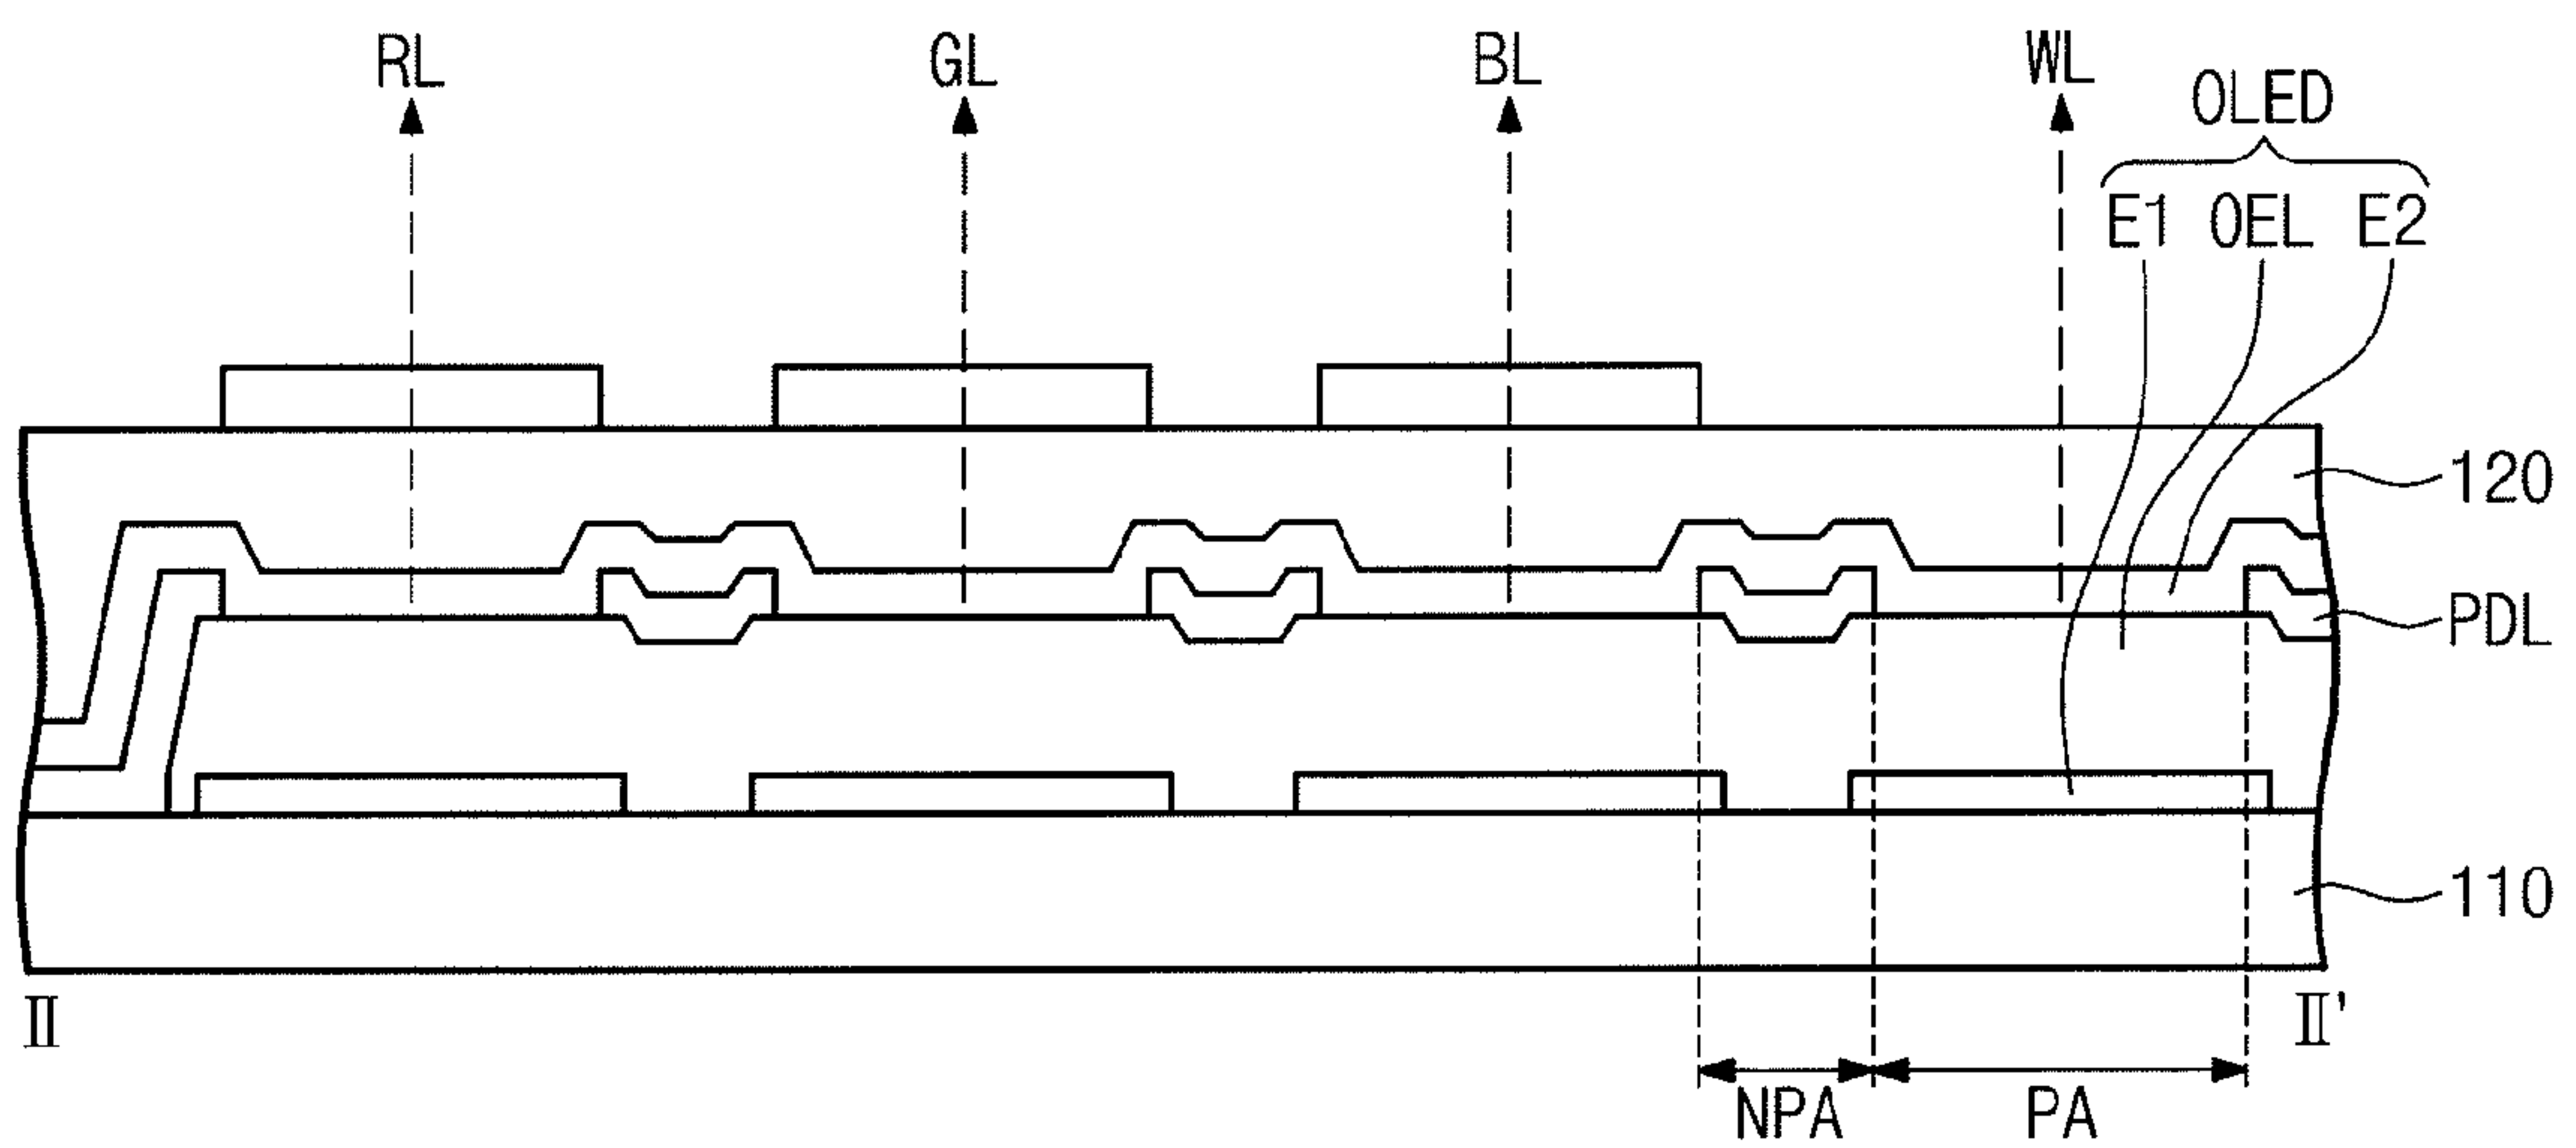 RL GL BL WL
OLED
E1 OEL E2
120
PDL
110
Ⅱ Ⅱ'
NPA PA